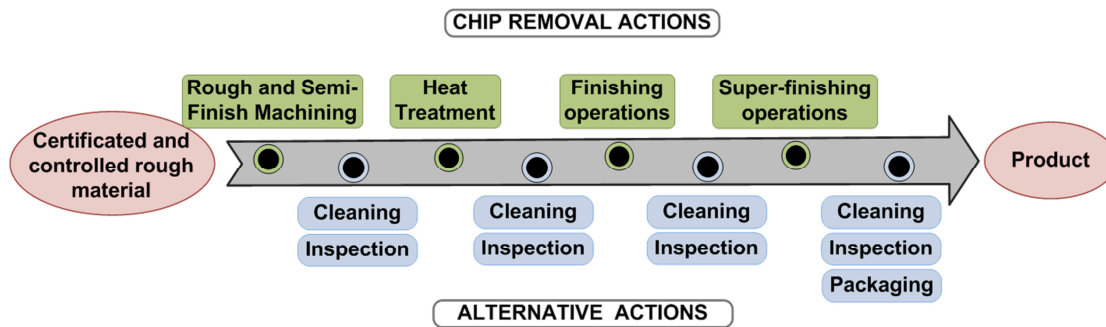 CHIP REMOVAL ACTIONS
Rough and Semi-
Finish Machining
Heat
Treatment
Finishing
operations
Super-finishing
operations
Certificated and
controlled rough
material
Product
Cleaning
Inspection
Cleaning
Inspection
Cleaning
Inspection
Cleaning
Inspection
Packaging
ALTERNATIVE ACTIONS